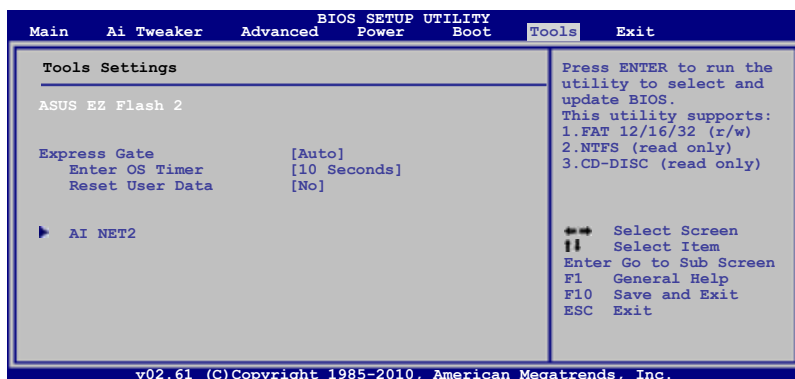 BIOS SETUP UTILITY
Main Ai Tweaker Advanced Power Boot Tools Exit
Tools Settings
ASUS EZ Flash 2
Express Gate [Auto]
Enter OS Timer [10 Seconds]
Reset User Data [No]
AI NET2
Press ENTER to run the
utility to select and
update BIOS.
This utility supports:
1.FAT 12/16/32 (r/w)
2.NTFS (read only)
3.CD-DISC (read only)
Select Screen
Select Item
Enter Go to Sub Screen
F1 General Help
F10 Save and Exit
ESC Exit
v02.61 (C)Copyright 1985-2010, American Megatrends, Inc.